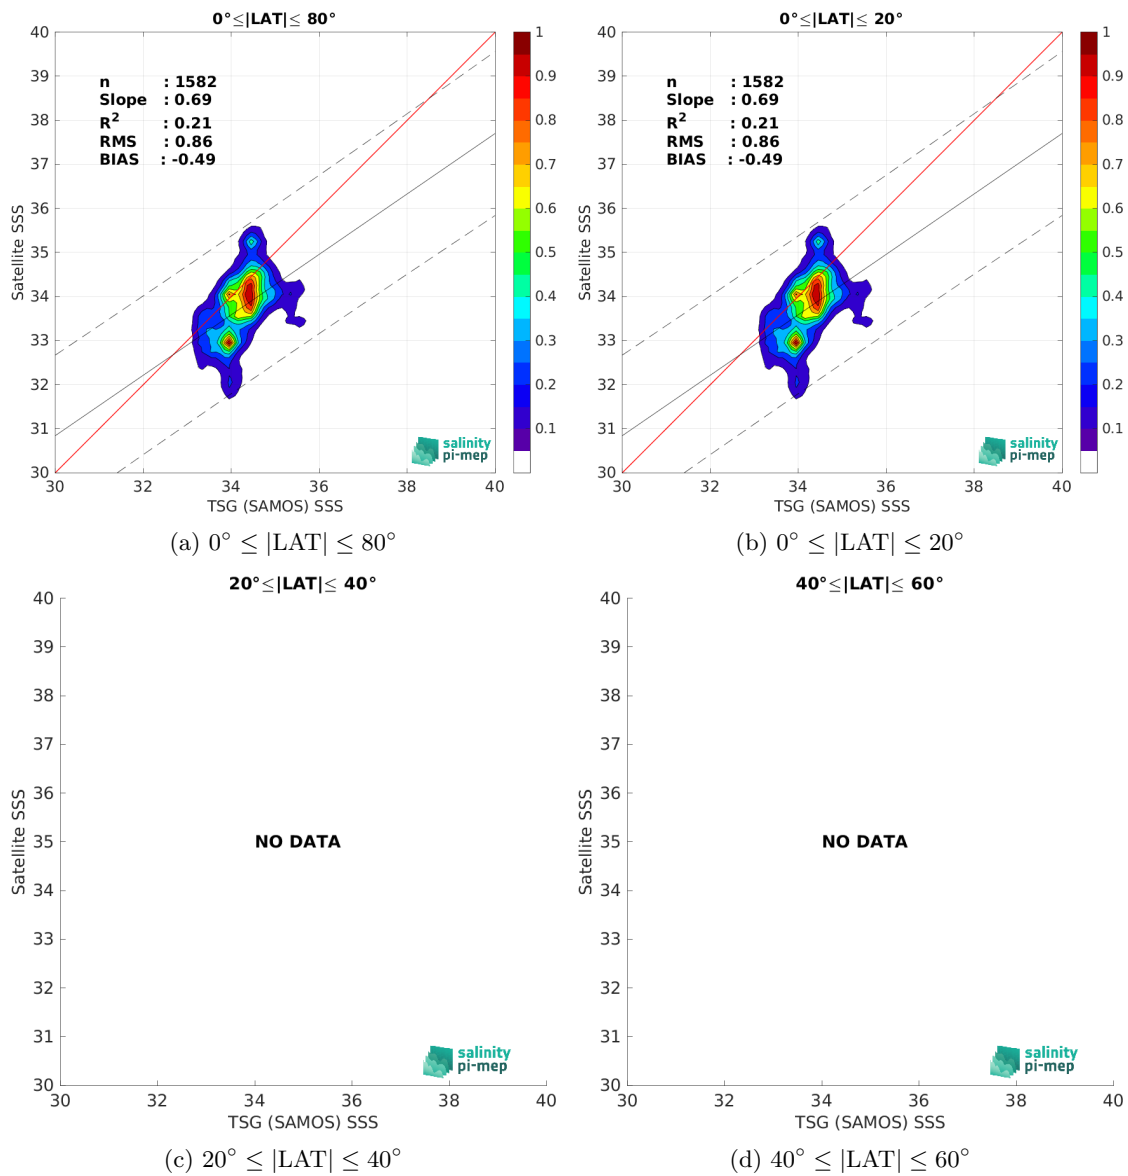 0°≤|LAT|≤ 80°
40
39
38
37
36
35
34
33
32
31
30
Satellite SSS
n : 1582
Slope : 0.69
R² : 0.21
RMS : 0.86
BIAS : -0.49
salinity
pi-mep
30 32 34 36 38 40
TSG (SAMOS) SSS
1
0.9
0.8
0.7
0.6
0.5
0.4
0.3
0.2
0.1
(a) 0° ≤ |LAT| ≤ 80°
0°≤|LAT|≤ 20°
40
39
38
37
36
35
34
33
32
31
30
Satellite SSS
n : 1582
Slope : 0.69
R² : 0.21
RMS : 0.86
BIAS : -0.49
salinity
pi-mep
30 32 34 36 38 40
TSG (SAMOS) SSS
1
0.9
0.8
0.7
0.6
0.5
0.4
0.3
0.2
0.1
(b) 0° ≤ |LAT| ≤ 20°
20°≤|LAT|≤ 40°
40
39
38
37
36
35
34
33
32
31
30
Satellite SSS
NO DATA
salinity
pi-mep
30 32 34 36 38 40
TSG (SAMOS) SSS
(c) 20° ≤ |LAT| ≤ 40°
40°≤|LAT|≤ 60°
40
39
38
37
36
35
34
33
32
31
30
Satellite SSS
NO DATA
salinity
pi-mep
30 32 34 36 38 40
TSG (SAMOS) SSS
(d) 40° ≤ |LAT| ≤ 60°